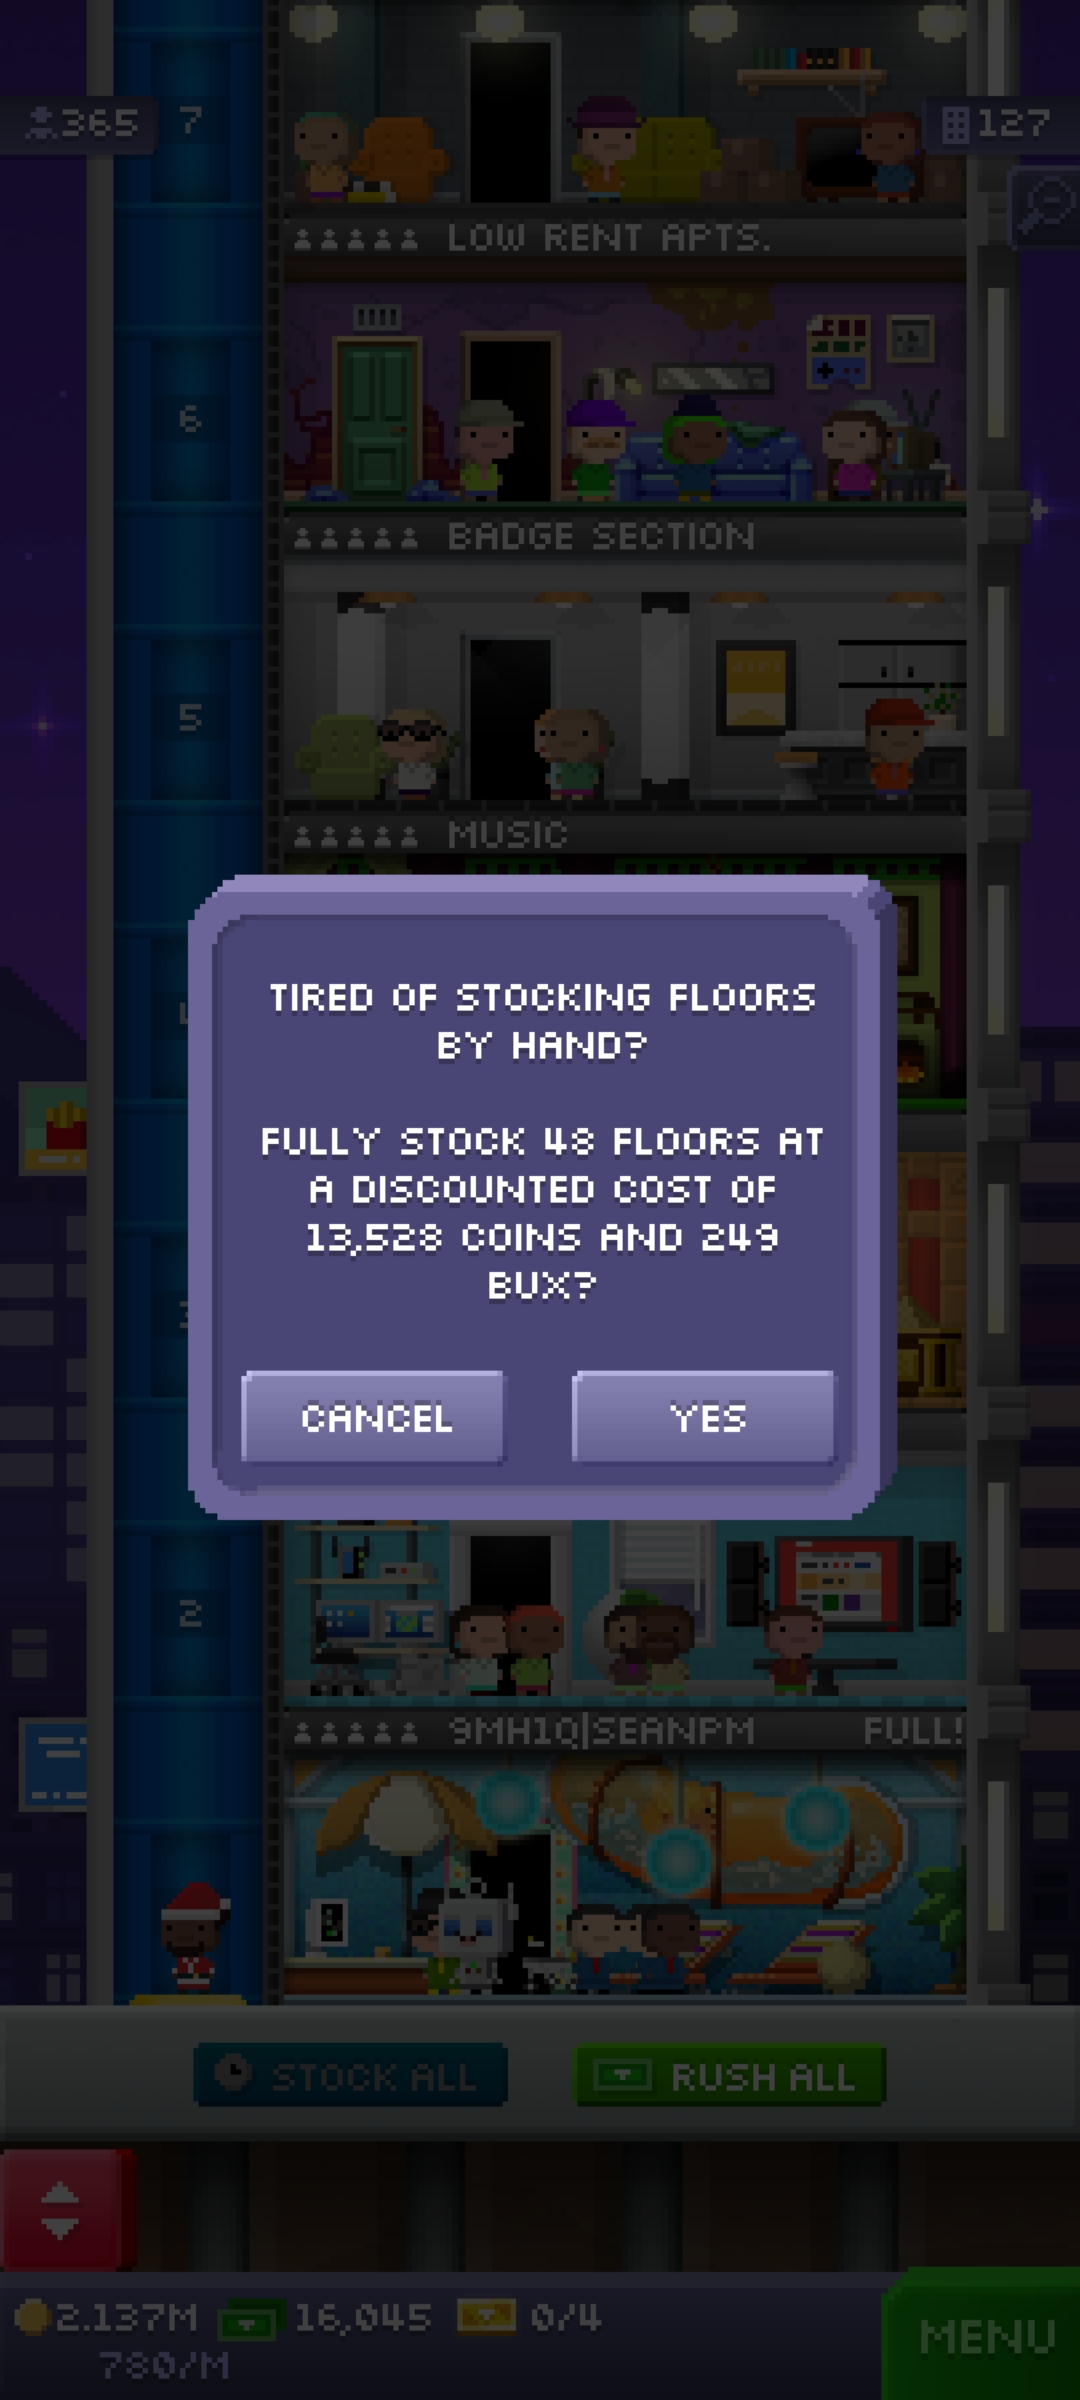 365
7
127
LOW RENT APTS.
6
BADGE SECTION
5
MUSIC
TIRED OF STOCKING FLOORS
BY HAND?
FULLY STOCK 48 FLOORS AT
A DISCOUNTED COST OF
13,528 COINS AND 249
BUX?
CANCEL
YES
2
9MH1Q|SEANPM
FULL!
STOCK ALL
RUSH ALL
2.137M
16,045
0/4
780/M
MENU